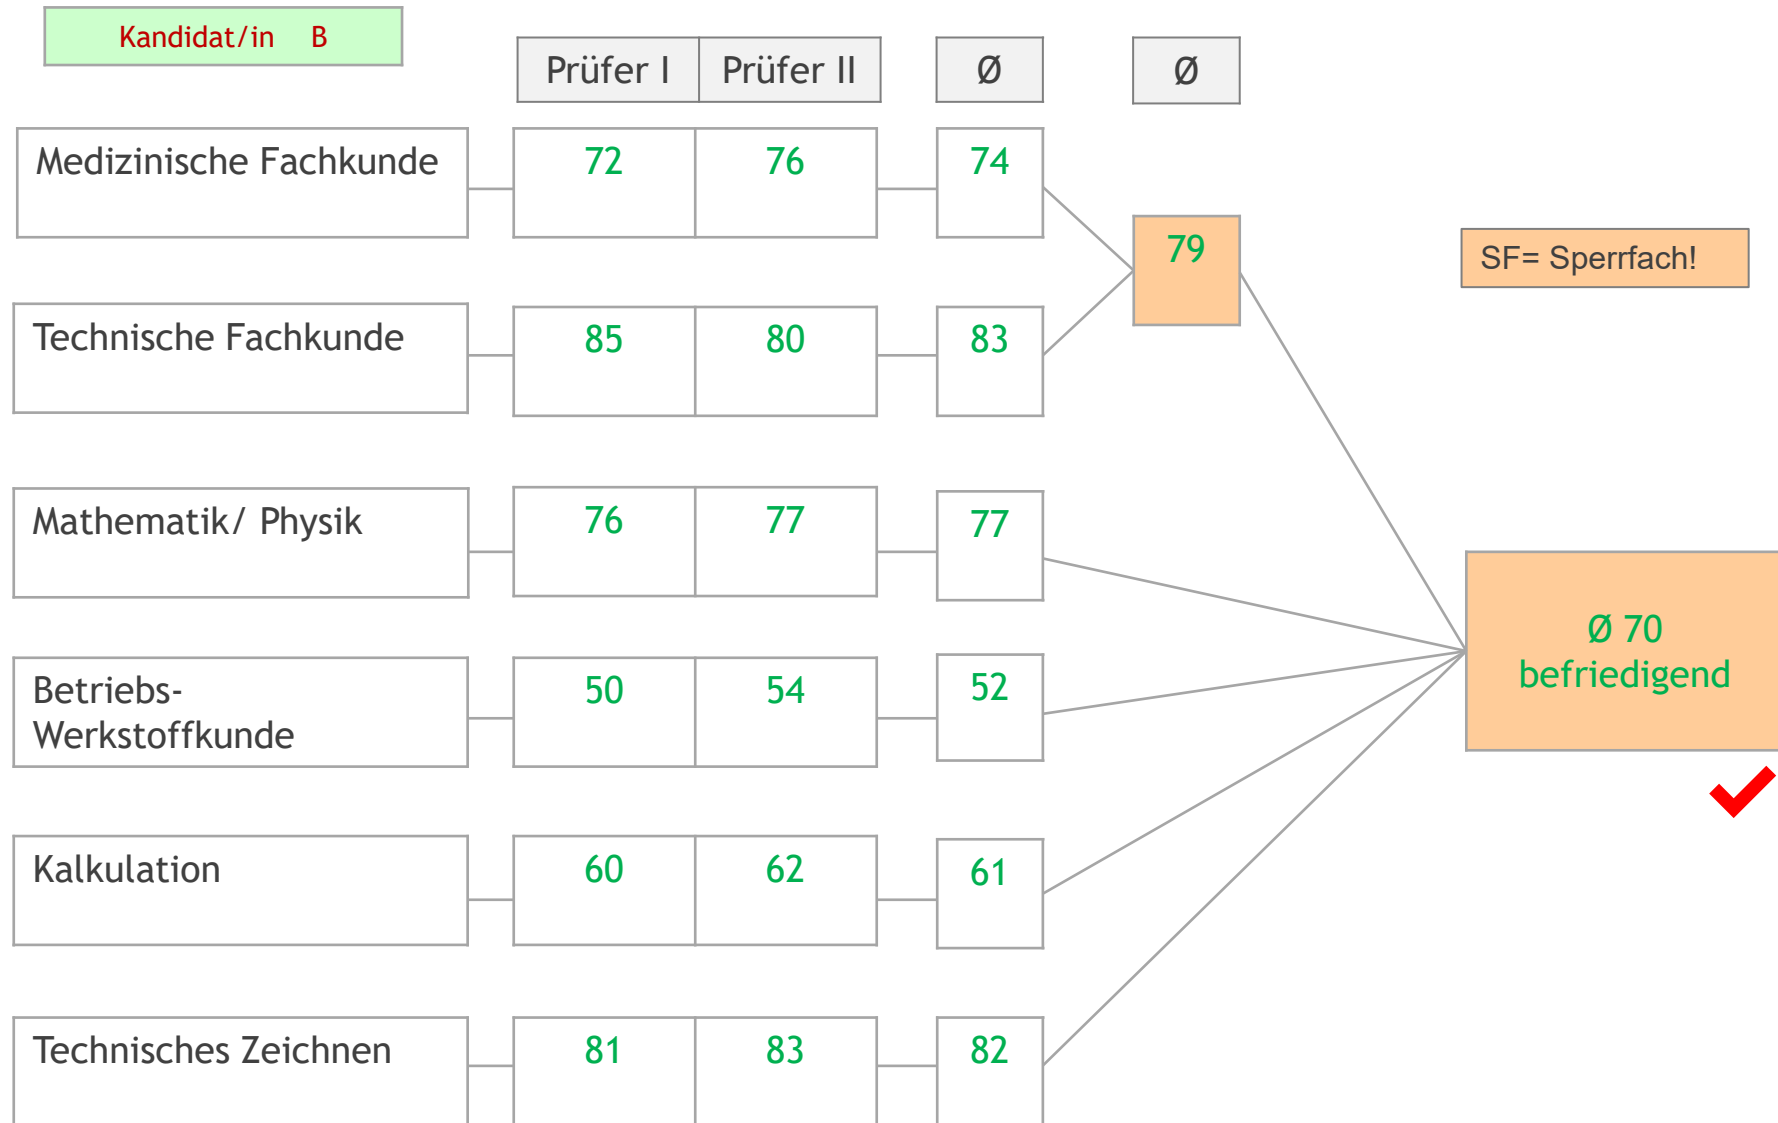 Kandidat/in B
Prüfer I Prüfer II Ø Ø
Medizinische Fachkunde 72 76 74
79
SF= Sperrfach!
Technische Fachkunde 85 80 83
Mathematik/ Physik 76 77 77
Betriebs-
Werkstoffkunde 50 54 52
Ø 70
befriedigend
Kalkulation 60 62 61
Technisches Zeichnen 81 83 82